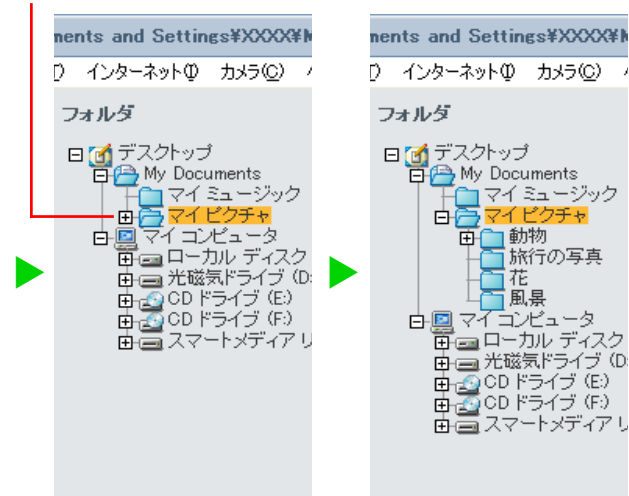 ments and Settings¥XXXX¥M
インターネット(I) カメラ(C)
フォルダ
デスクトップ
My Documents
マイ ミュージック
マイ ピクチャ
マイ コンピュータ
ローカル ディスク
光磁気ドライブ (D:
CD ドライブ (E:)
CD ドライブ (F:)
スマートメディア リ
ments and Settings¥XXXX¥M
インターネット(I) カメラ(C)
フォルダ
デスクトップ
My Documents
マイ ミュージック
マイ ピクチャ
動物
旅行の写真
花
風景
マイ コンピュータ
ローカル ディスク
光磁気ドライブ (D:
CD ドライブ (E:)
CD ドライブ (F:)
スマートメディア リ